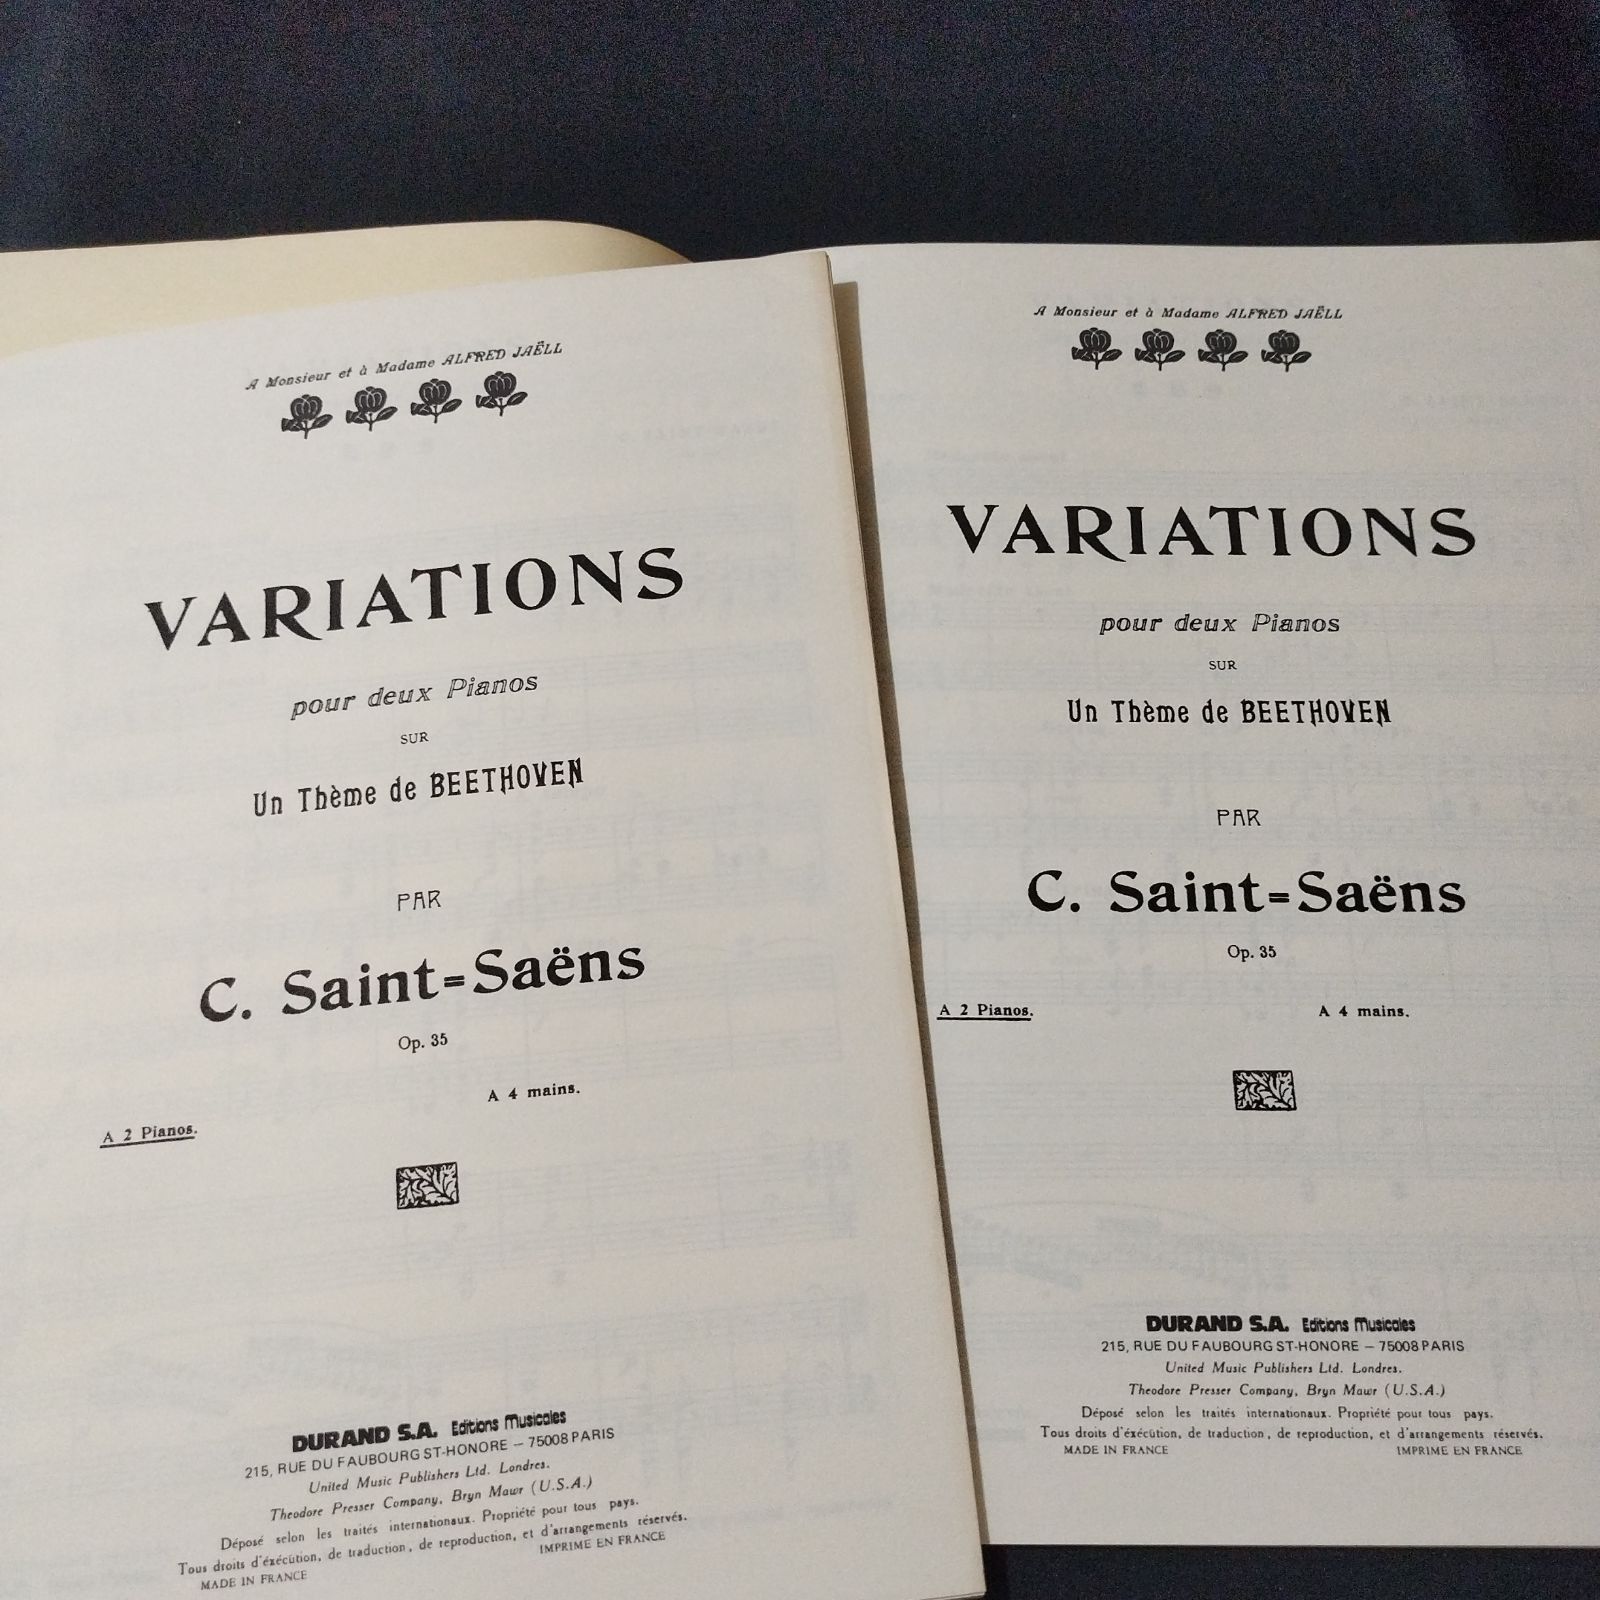 A Monsieur et à Madame ALFRED JAËLL
VARIATIONS
pour deux Pianos
SUR
Un Thème de BEETHOVEN
PAR
C. Saint=Saëns
Op. 35
A 4 mains.
A 2 Pianos.
DURAND S.A. Editions Musicales
215, RUE DU FAUBOURG ST-HONORE — 75008 PARIS
United Music Publishers Ltd. Londres.
Theodore Presser Company, Bryn Mawr (U.S.A.)
Déposé selon les traités internationaux. Propriété pour tous pays.
Tous droits d'éxécution, de traduction, de reproduction, et d'arrangements réservés.
MADE IN FRANCE IMPRIME EN FRANCE
A Monsieur et à Madame ALFRED JAËLL
VARIATIONS
pour deux Pianos
SUR
Un Thème de BEETHOVEN
PAR
C. Saint=Saëns
Op. 35
A 2 Pianos. A 4 mains.
DURAND S.A. Editions Musicales
215, RUE DU FAUBOURG ST-HONORE — 75008 PARIS
United Music Publishers Ltd. Londres.
Theodore Presser Company, Bryn Mawr (U.S.A.)
Déposé selon les traités internationaux. Propriété pour tous pays.
Tous droits d'éxécution, de traduction, de reproduction, et d'arrangements réservés.
MADE IN FRANCE IMPRIME EN FRANCE